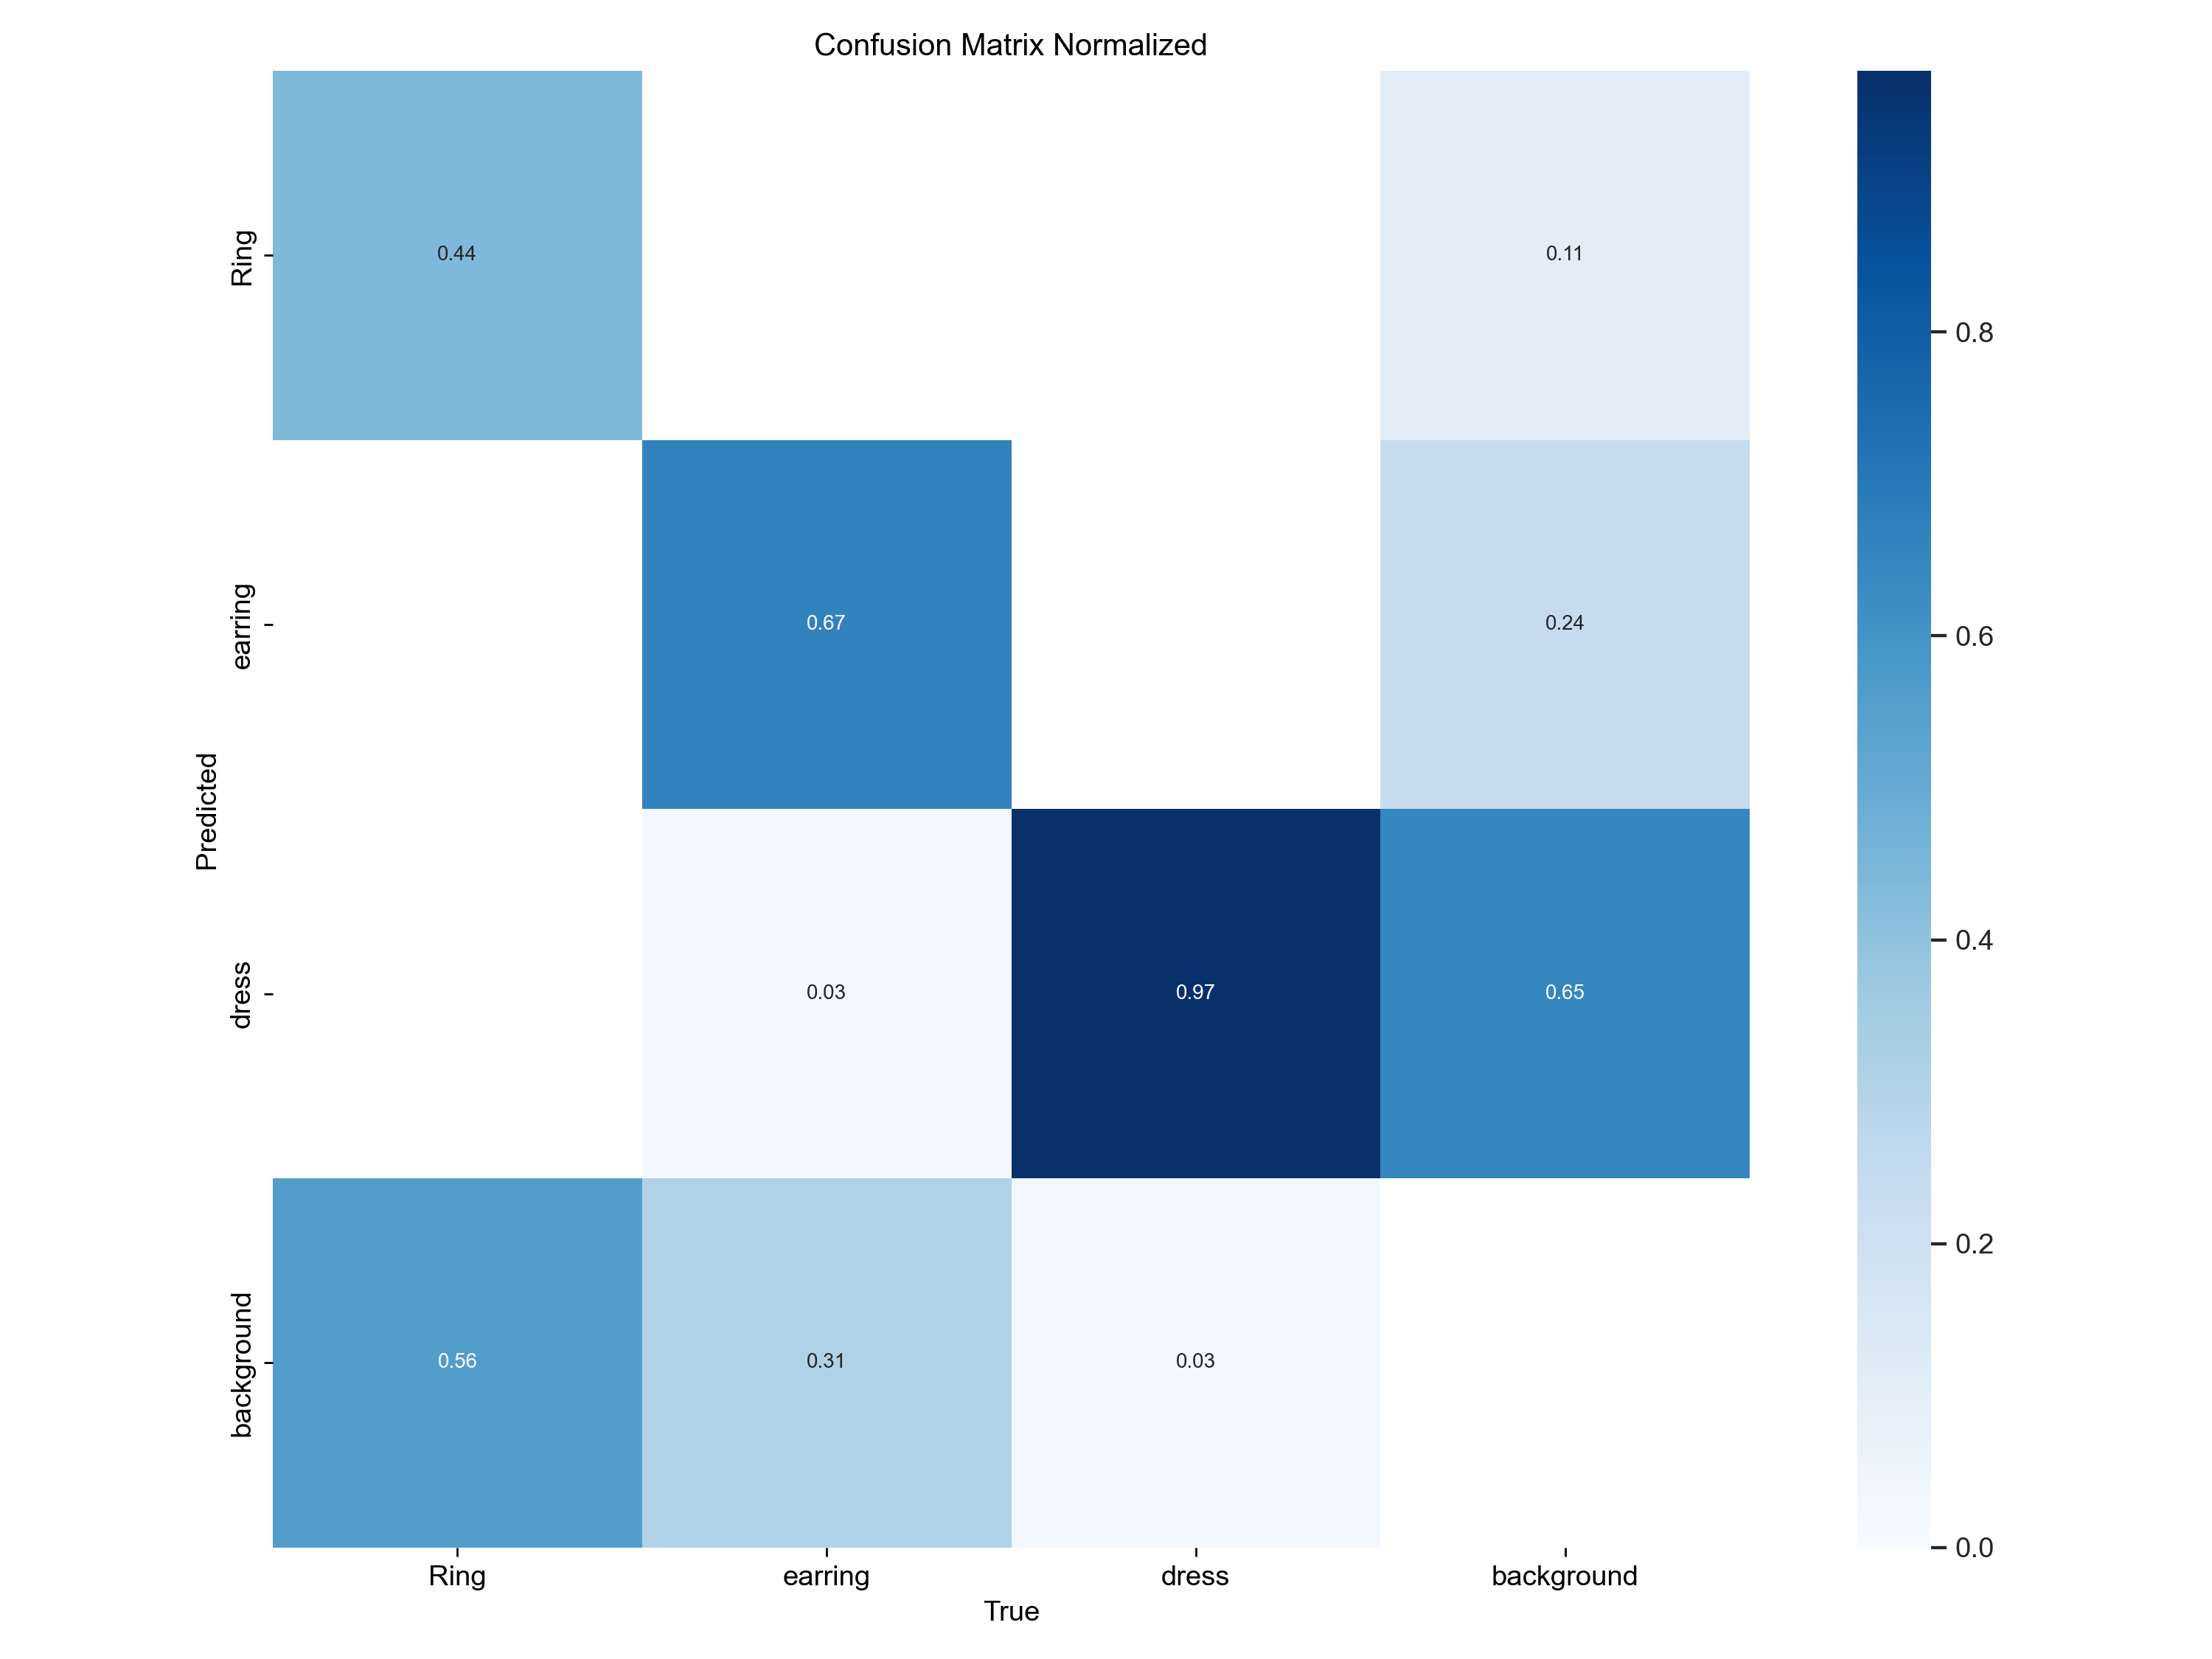 Confusion Matrix Normalized
Ring
0.44
0.11
earring
0.67
0.24
dress
0.03
0.97
0.65
background
0.56
0.31
0.03
Predicted
Ring
earring
dress
background
True
0.8
0.6
0.4
0.2
0.0